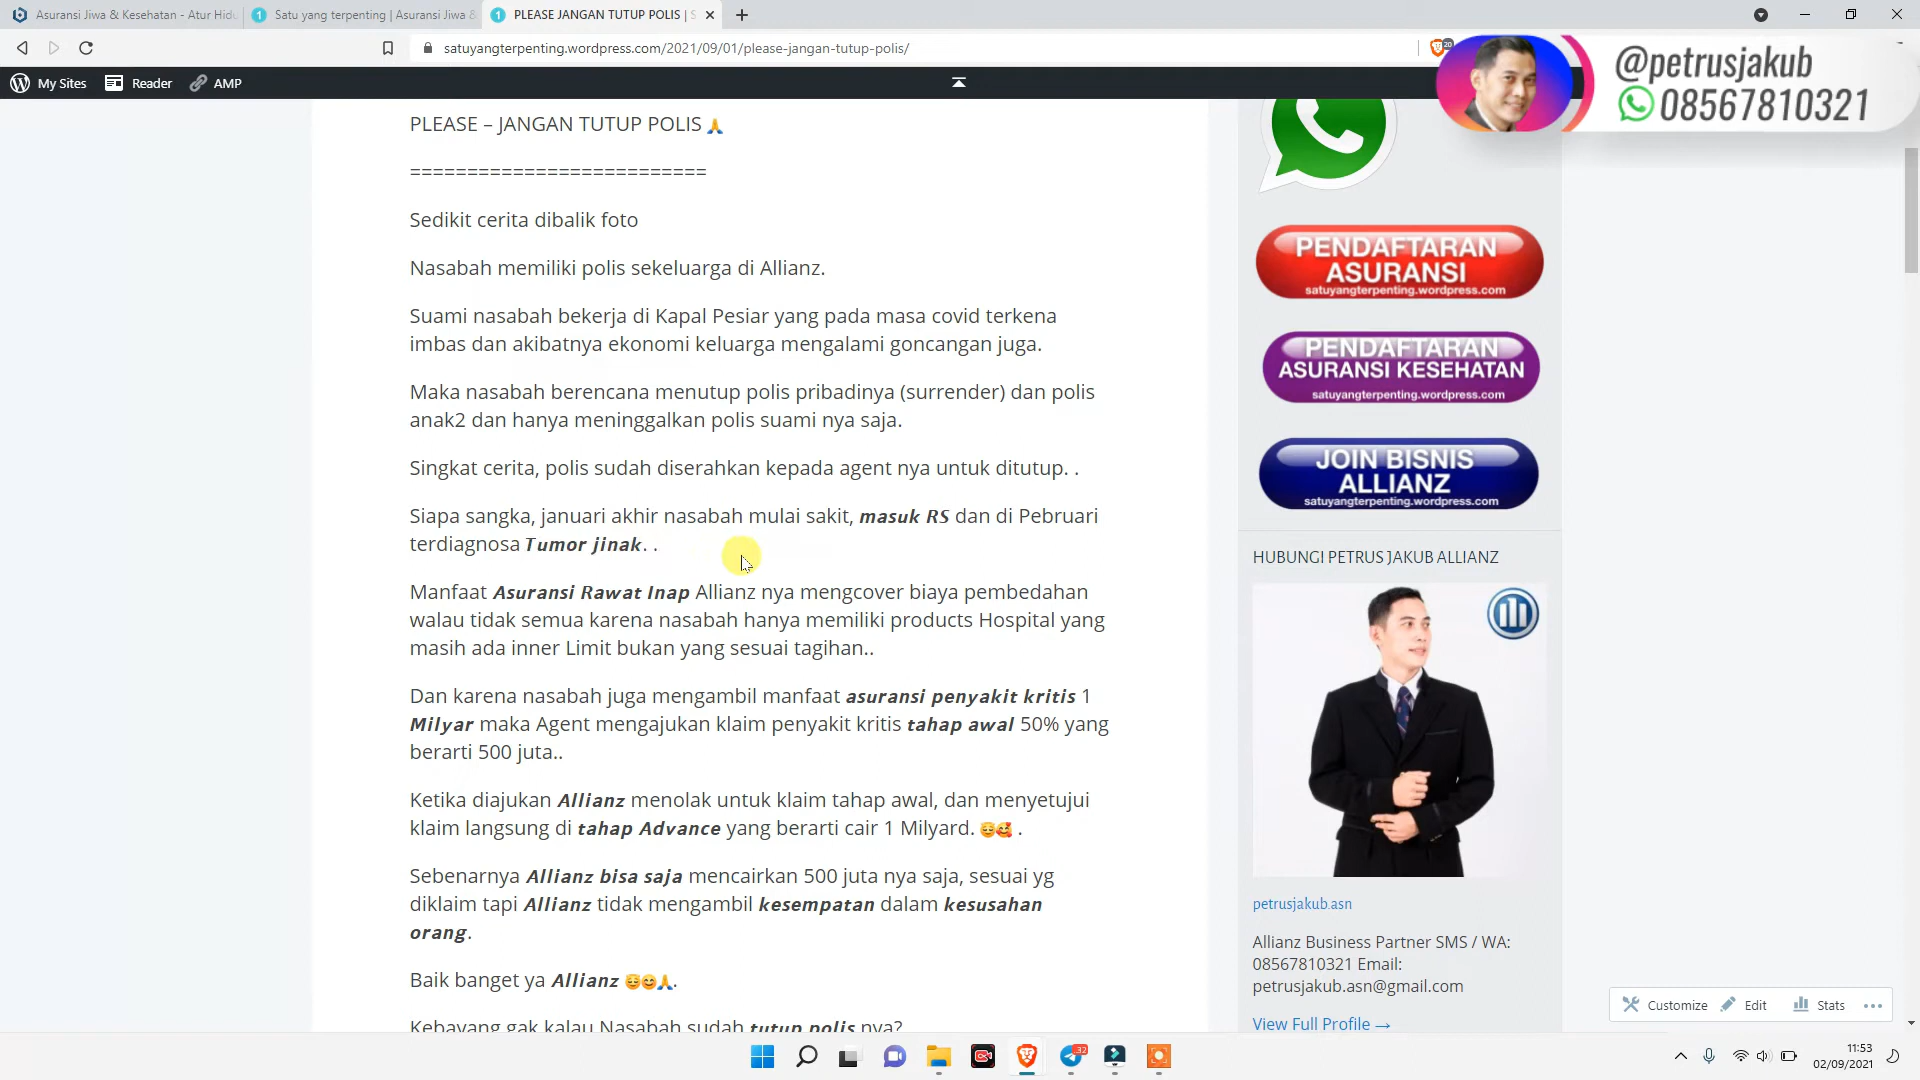 Asuransi Jiwa & Kesehatan - Atur Hidu
Satu yang terpenting | Asuransi Jiwa &
PLEASE JANGAN TUTUP POLIS | S
satuyangterpenting.wordpress.com/2021/09/01/please-jangan-tutup-polis/
20
@petrusjakub
08567810321
My Sites
Reader
AMP
PLEASE – JANGAN TUTUP POLIS 🙏
==========================
Sedikit cerita dibalik foto
Nasabah memiliki polis sekeluarga di Allianz.
Suami nasabah bekerja di Kapal Pesiar yang pada masa covid terkena
imbas dan akibatnya ekonomi keluarga mengalami goncangan juga.
Maka nasabah berencana menutup polis pribadinya (surrender) dan polis
anak2 dan hanya meninggalkan polis suami nya saja.
Singkat cerita, polis sudah diserahkan kepada agent nya untuk ditutup. .
Siapa sangka, januari akhir nasabah mulai sakit, masuk RS dan di Pebruari
terdiagnosa Tumor jinak. .
Manfaat Asuransi Rawat Inap Allianz nya mengcover biaya pembedahan
walau tidak semua karena nasabah hanya memiliki products Hospital yang
masih ada inner Limit bukan yang sesuai tagihan..
Dan karena nasabah juga mengambil manfaat asuransi penyakit kritis 1
Milyar maka Agent mengajukan klaim penyakit kritis tahap awal 50% yang
berarti 500 juta..
Ketika diajukan Allianz menolak untuk klaim tahap awal, dan menyetujui
klaim langsung di tahap Advance yang berarti cair 1 Milyard. 😇🥰 .
Sebenarnya Allianz bisa saja mencairkan 500 juta nya saja, sesuai yg
diklaim tapi Allianz tidak mengambil kesempatan dalam kesusahan
orang.
Baik banget ya Allianz 😇😊🙏.
Kebayang gak kalau Nasabah sudah tutup polis nya?
PENDAFTARAN
ASURANSI
satuyangterpenting.wordpress.com
PENDAFTARAN
ASURANSI KESEHATAN
satuyangterpenting.wordpress.com
JOIN BISNIS
ALLIANZ
satuyangterpenting.wordpress.com
HUBUNGI PETRUS JAKUB ALLIANZ
petrusjakub.asn
Allianz Business Partner SMS / WA:
08567810321 Email:
petrusjakub.asn@gmail.com
View Full Profile →
Customize
Edit
Stats
32
11:53
02/09/2021